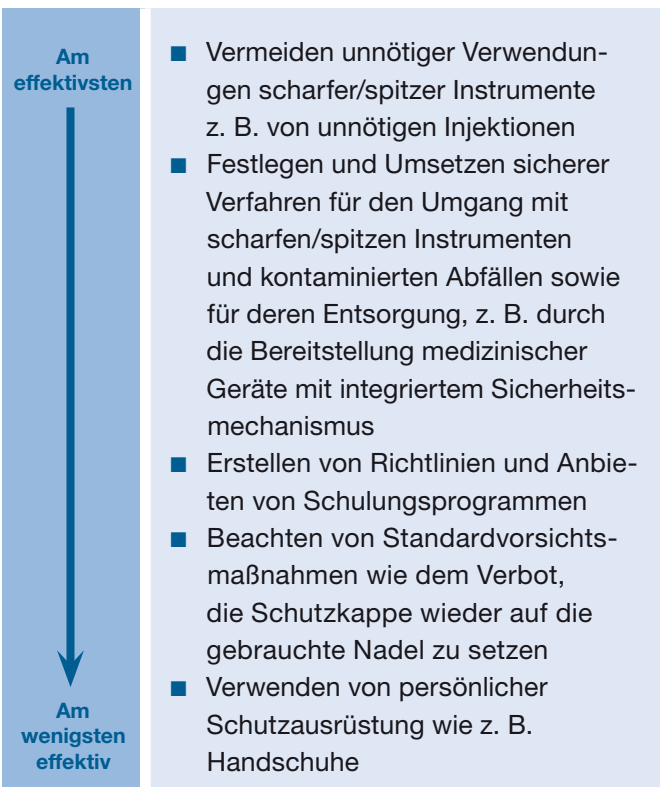 Am
effektivsten
■ Vermeiden unnötiger Verwendun-
gen scharfer/spitzer Instrumente
z. B. von unnötigen Injektionen
■ Festlegen und Umsetzen sicherer
Verfahren für den Umgang mit
scharfen/spitzen Instrumenten
und kontaminierten Abfällen sowie
für deren Entsorgung, z. B. durch
die Bereitstellung medizinischer
Geräte mit integriertem Sicherheits-
mechanismus
■ Erstellen von Richtlinien und Anbie-
ten von Schulungsprogrammen
■ Beachten von Standardvorsichts-
maßnahmen wie dem Verbot,
die Schutzkappe wieder auf die
gebrauchte Nadel zu setzen
■ Verwenden von persönlicher
Schutzausrüstung wie z. B.
Handschuhe
Am
wenigsten
effektiv